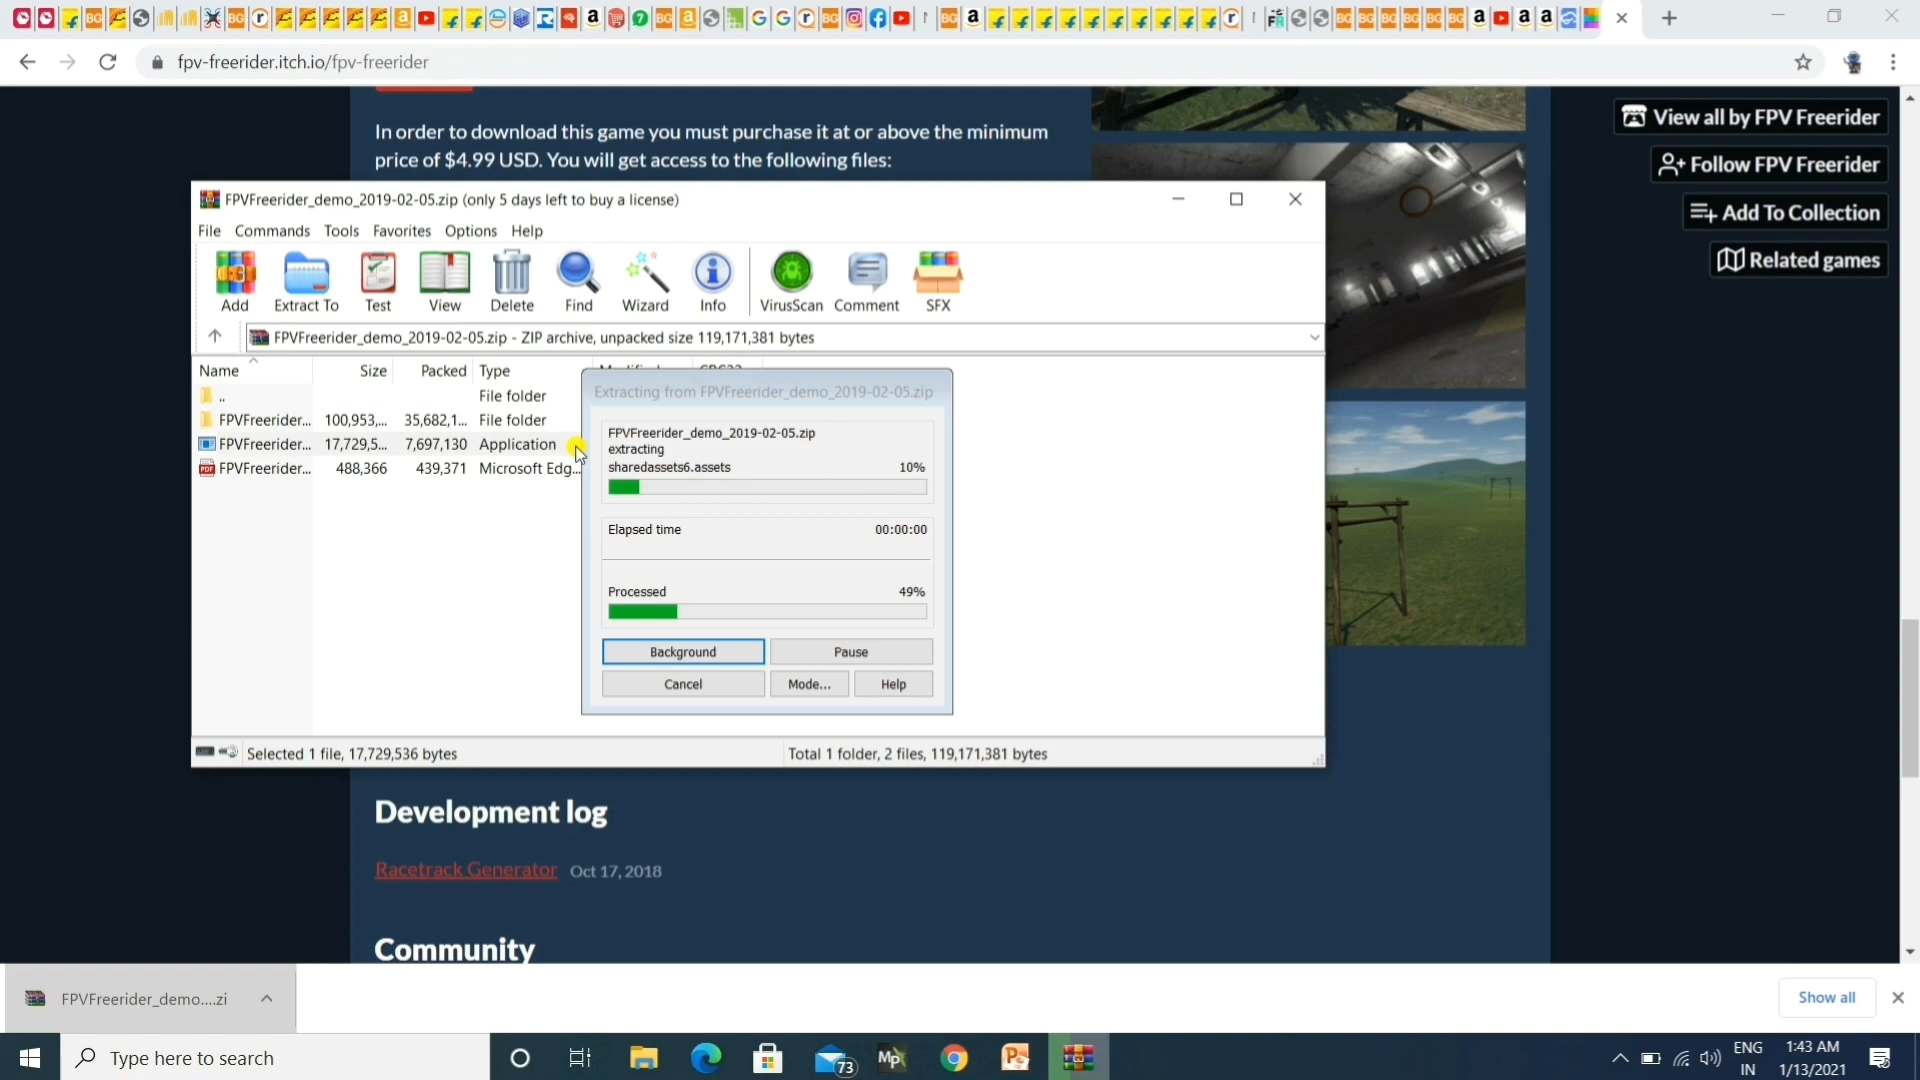 fpv-freerider.itch.io/fpv-freerider
View all by FPV Freerider
Follow FPV Freerider
Add To Collection
Related games
In order to download this game you must purchase it at or above the minimum
price of $4.99 USD. You will get access to the following files:
FPVFreerider_demo_2019-02-05.zip (only 5 days left to buy a license)
File Commands Tools Favorites Options Help
Add Extract To Test View Delete Find Wizard Info VirusScan Comment SFX
FPVFreerider_demo_2019-02-05.zip - ZIP archive, unpacked size 119,171,381 bytes
Name Size Packed Type
.. File folder
FPVFreerider... 100,953,... 35,682,1... File folder
FPVFreerider... 17,729,5... 7,697,130 Application
FPVFreerider... 488,366 439,371 Microsoft Edg...
Extracting from FPVFreerider_demo_2019-02-05.zip
FPVFreerider_demo_2019-02-05.zip
extracting
sharedassets6.assets 10%
Elapsed time 00:00:00
Processed 49%
Background Pause
Cancel Mode... Help
Selected 1 file, 17,729,536 bytes Total 1 folder, 2 files, 119,171,381 bytes
Development log
Racetrack Generator Oct 17, 2018
Community
FPVFreerider_demo....zi
Show all
Type here to search
73
Mp
ENG
IN
1:43 AM
1/13/2021